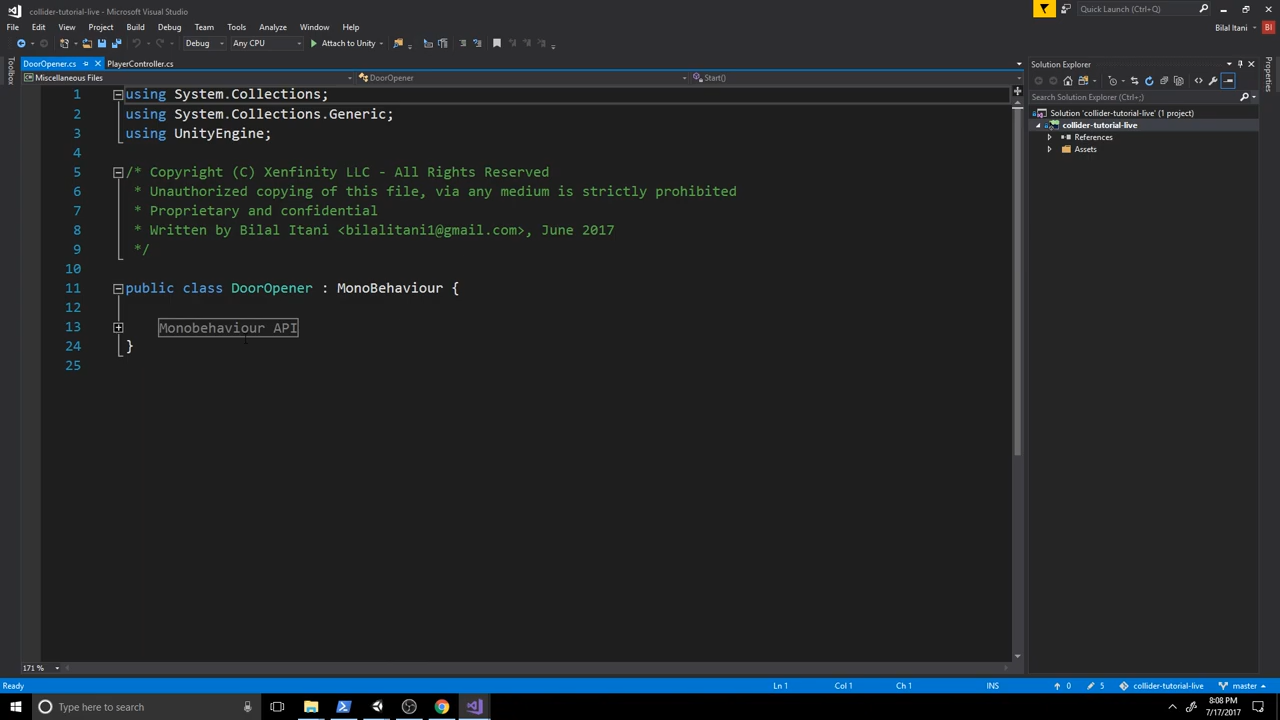 collider-tutorial-live - Microsoft Visual Studio
Quick Launch (Ctrl+Q)
File Edit View Project Build Debug Team Tools Analyze Window Help
Bilal Itani BI
Debug Any CPU Attach to Unity
Toolbox
DoorOpener.cs PlayerController.cs
Miscellaneous Files DoorOpener Start()
1 using System.Collections;
2 using System.Collections.Generic;
3 using UnityEngine;
4
5 /* Copyright (C) Xenfinity LLC - All Rights Reserved
6 * Unauthorized copying of this file, via any medium is strictly prohibited
7 * Proprietary and confidential
8 * Written by Bilal Itani <bilalitani1@gmail.com>, June 2017
9 */
10
11 public class DoorOpener : MonoBehaviour {
12
13 Monobehaviour API
24 }
25
171 %
Solution Explorer
Search Solution Explorer (Ctrl+;)
Solution 'collider-tutorial-live' (1 project)
collider-tutorial-live
References
Assets
Properties
Ready Ln 1 Col 1 Ch 1 INS 0 5 collider-tutorial-live master
Type here to search
8:08 PM
7/17/2017